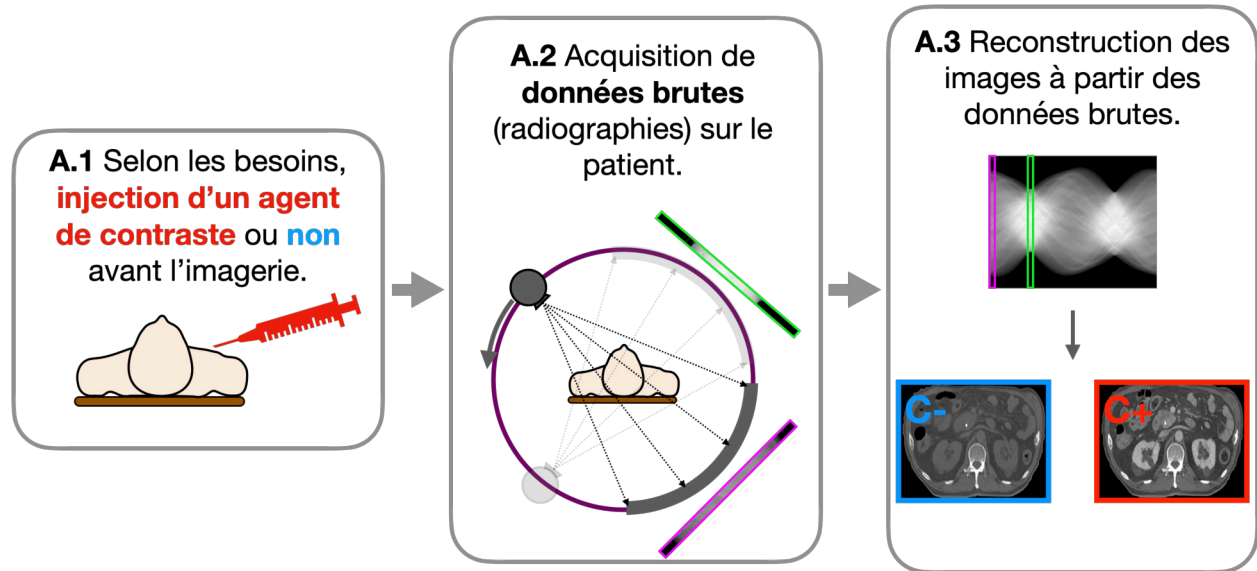 A.1 Selon les besoins,
injection d’un agent
de contraste ou non
avant l’imagerie.
A.2 Acquisition de
données brutes
(radiographies) sur le
patient.
A.3 Reconstruction des
images à partir des
données brutes.
C-
C+